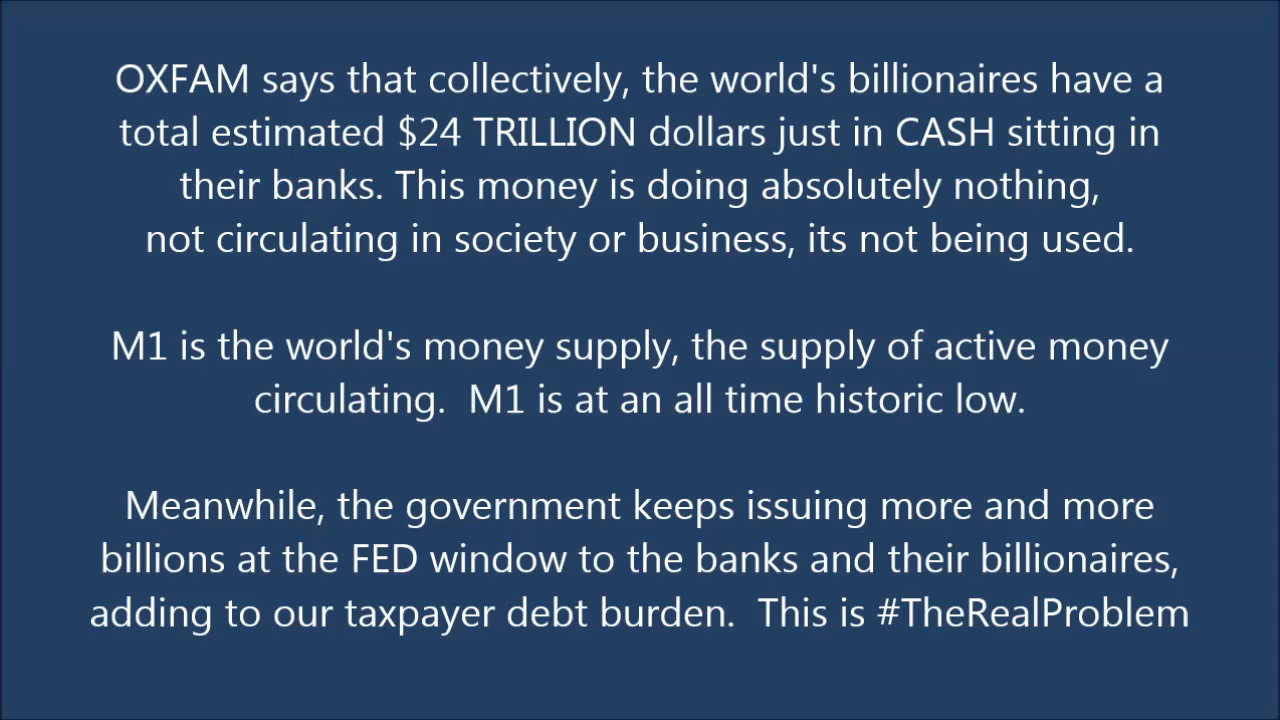 OXFAM says that collectively, the world's billionaires have a
total estimated $24 TRILLION dollars just in CASH sitting in
their banks. This money is doing absolutely nothing,
not circulating in society or business, its not being used.
M1 is the world's money supply, the supply of active money
circulating.  M1 is at an all time historic low.
Meanwhile, the government keeps issuing more and more
billions at the FED window to the banks and their billionaires,
adding to our taxpayer debt burden.  This is #TheRealProblem